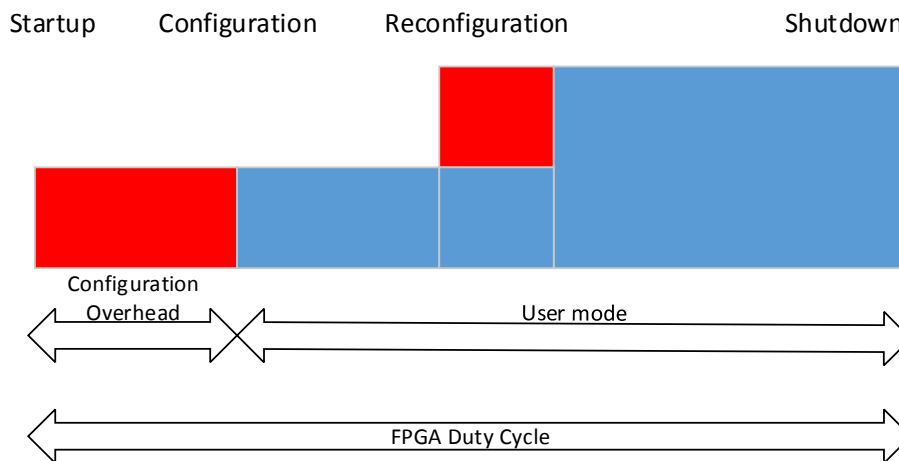 Startup
Configuration
Reconfiguration
Shutdown
Configuration
Overhead
User mode
FPGA Duty Cycle